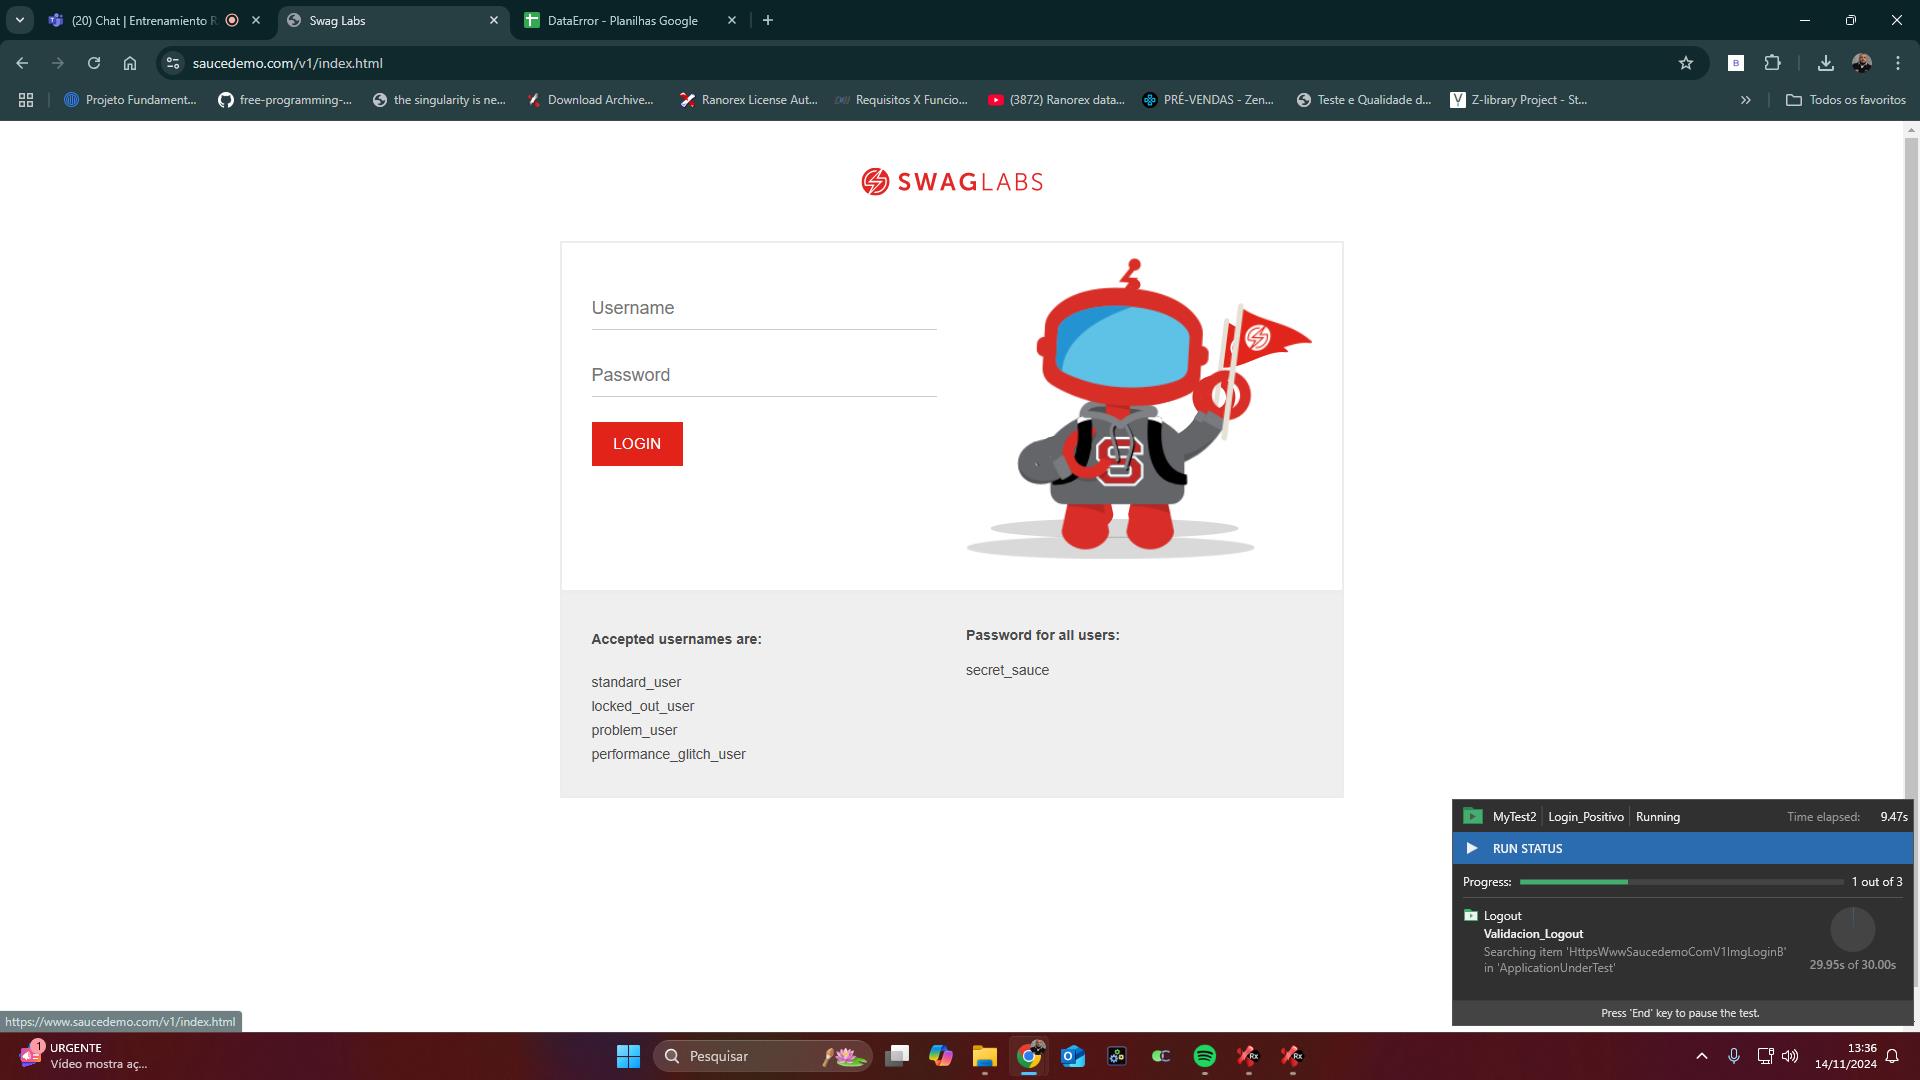 (20) Chat | Entrenamiento R
Swag Labs
DataError - Planilhas Google
saucedemo.com/v1/index.html
Projeto Fundament...
free-programming-...
the singularity is ne...
Download Archive...
Ranorex License Aut...
Requisitos X Funcio...
(3872) Ranorex data...
PRÉ-VENDAS - Zen...
Teste e Qualidade d...
Z-library Project - St...
Todos os favoritos
SWAGLABS
Username
Password
LOGIN
Accepted usernames are:
standard_user
locked_out_user
problem_user
performance_glitch_user
Password for all users:
secret_sauce
MyTest2 Login_Positivo Running Time elapsed: 9.47s
RUN STATUS
Progress: 1 out of 3
Logout
Validacion_Logout
Searching item 'HttpsWwwSaucedemoComV1ImgLoginB'
in 'ApplicationUnderTest'
29.95s of 30.00s
Press 'End' key to pause the test.
https://www.saucedemo.com/v1/index.html
1
URGENTE
Vídeo mostra aç...
Pesquisar
13:36
14/11/2024